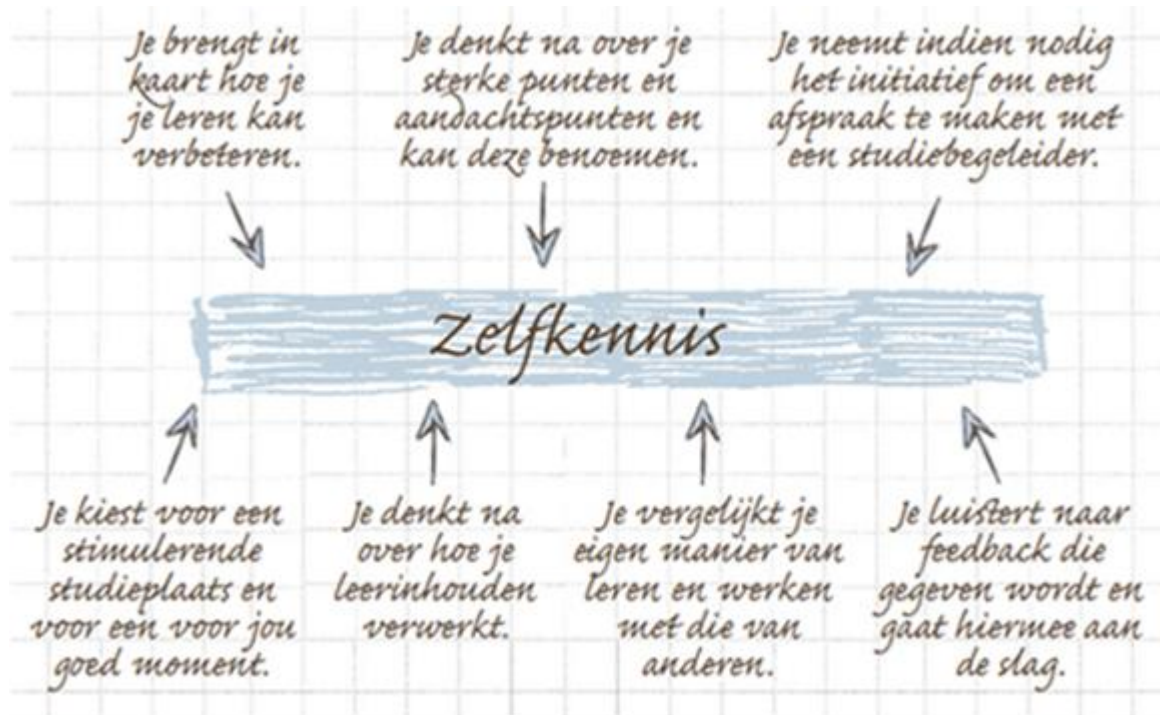 Je brengt in
kaart hoe je
je leren kan
verbeteren.
Je denkt na over je
sterke punten en
aandachtspunten en
kan deze benoemen.
Je neemt indien nodig
het initiatief om een
afspraak te maken met
een studiebegeleider.
Zelfkennis
Je kiest voor een
stimulerende
studieplaats en
voor een voor jou
goed moment.
Je denkt na
over hoe je
leerinhouden
verwerkt.
Je vergelijkt je
eigen manier van
leren en werken
met die van
anderen.
Je luistert naar
feedback die
gegeven wordt en
gaat hiermee aan
de slag.